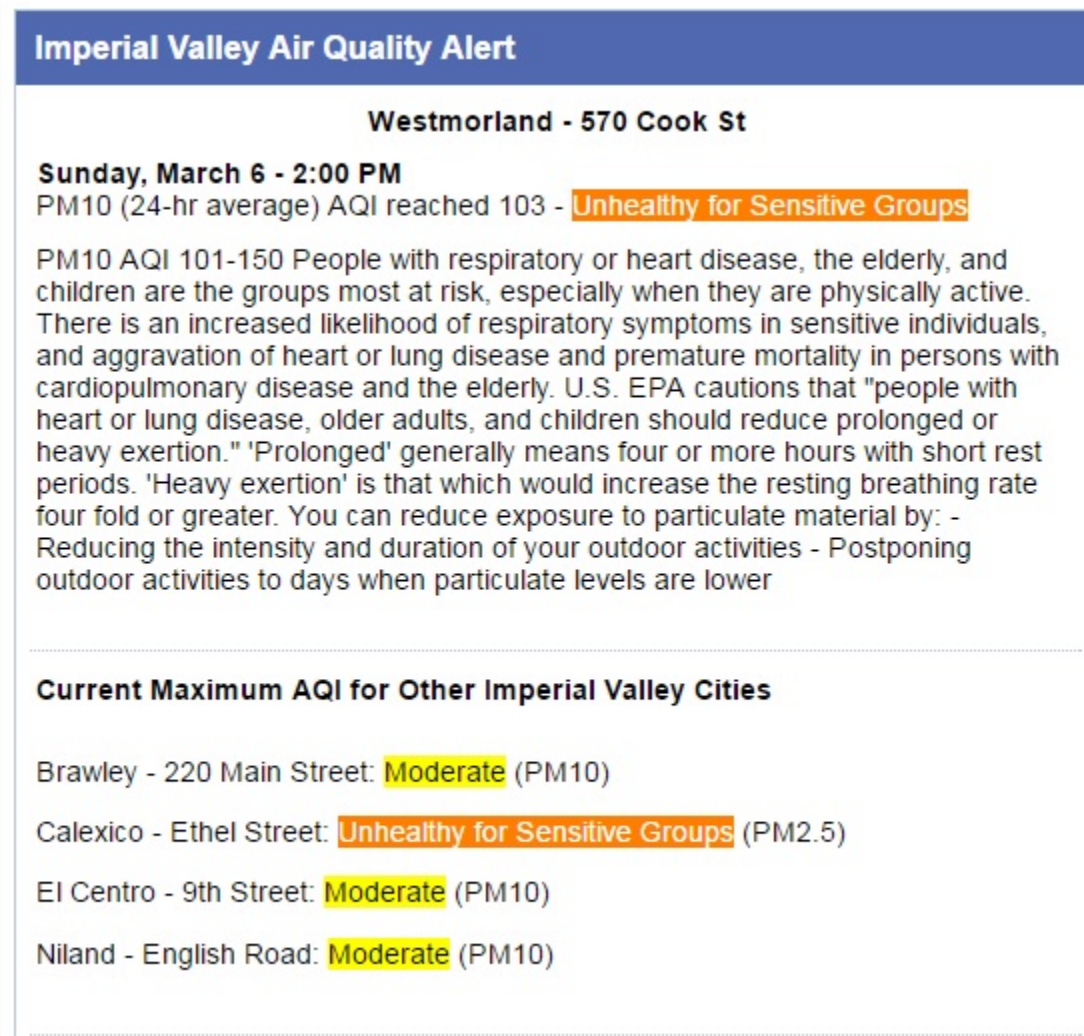 Imperial Valley Air Quality Alert
Westmorland - 570 Cook St
Sunday, March 6 - 2:00 PM
PM10 (24-hr average) AQI reached 103 - Unhealthy for Sensitive Groups
PM10 AQI 101-150 People with respiratory or heart disease, the elderly, and
children are the groups most at risk, especially when they are physically active.
There is an increased likelihood of respiratory symptoms in sensitive individuals,
and aggravation of heart or lung disease and premature mortality in persons with
cardiopulmonary disease and the elderly. U.S. EPA cautions that "people with
heart or lung disease, older adults, and children should reduce prolonged or
heavy exertion." 'Prolonged' generally means four or more hours with short rest
periods. 'Heavy exertion' is that which would increase the resting breathing rate
four fold or greater. You can reduce exposure to particulate material by: -
Reducing the intensity and duration of your outdoor activities - Postponing
outdoor activities to days when particulate levels are lower
Current Maximum AQI for Other Imperial Valley Cities
Brawley - 220 Main Street: Moderate (PM10)
Calexico - Ethel Street: Unhealthy for Sensitive Groups (PM2.5)
El Centro - 9th Street: Moderate (PM10)
Niland - English Road: Moderate (PM10)